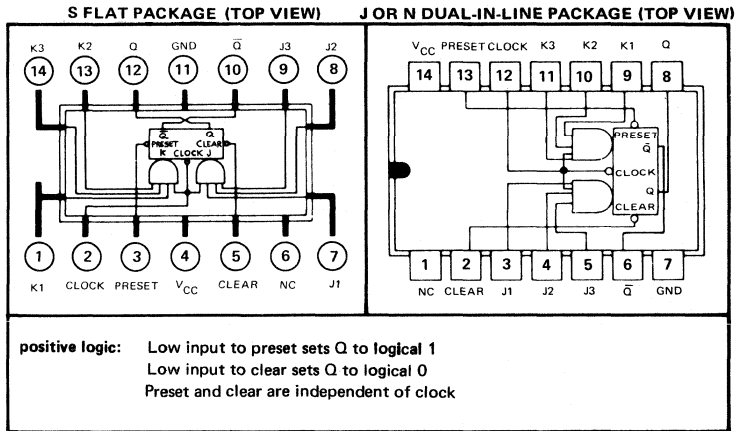 S FLAT PACKAGE (TOP VIEW)
J OR N DUAL-IN-LINE PACKAGE (TOP VIEW)
K3 K2 Q GND Q̅ J3 J2
14 13 12 11 10 9 8
Q̅ Q
PRESET CLEAR
K CLOCK J
1 2 3 4 5 6 7
K1 CLOCK PRESET VCC CLEAR NC J1
VCC PRESET CLOCK K3 K2 K1 Q
14 13 12 11 10 9 8
PRESET
Q̅
CLOCK
Q
CLEAR
1 2 3 4 5 6 7
NC CLEAR J1 J2 J3 Q̅ GND
positive logic: Low input to preset sets Q to logical 1
Low input to clear sets Q to logical 0
Preset and clear are independent of clock